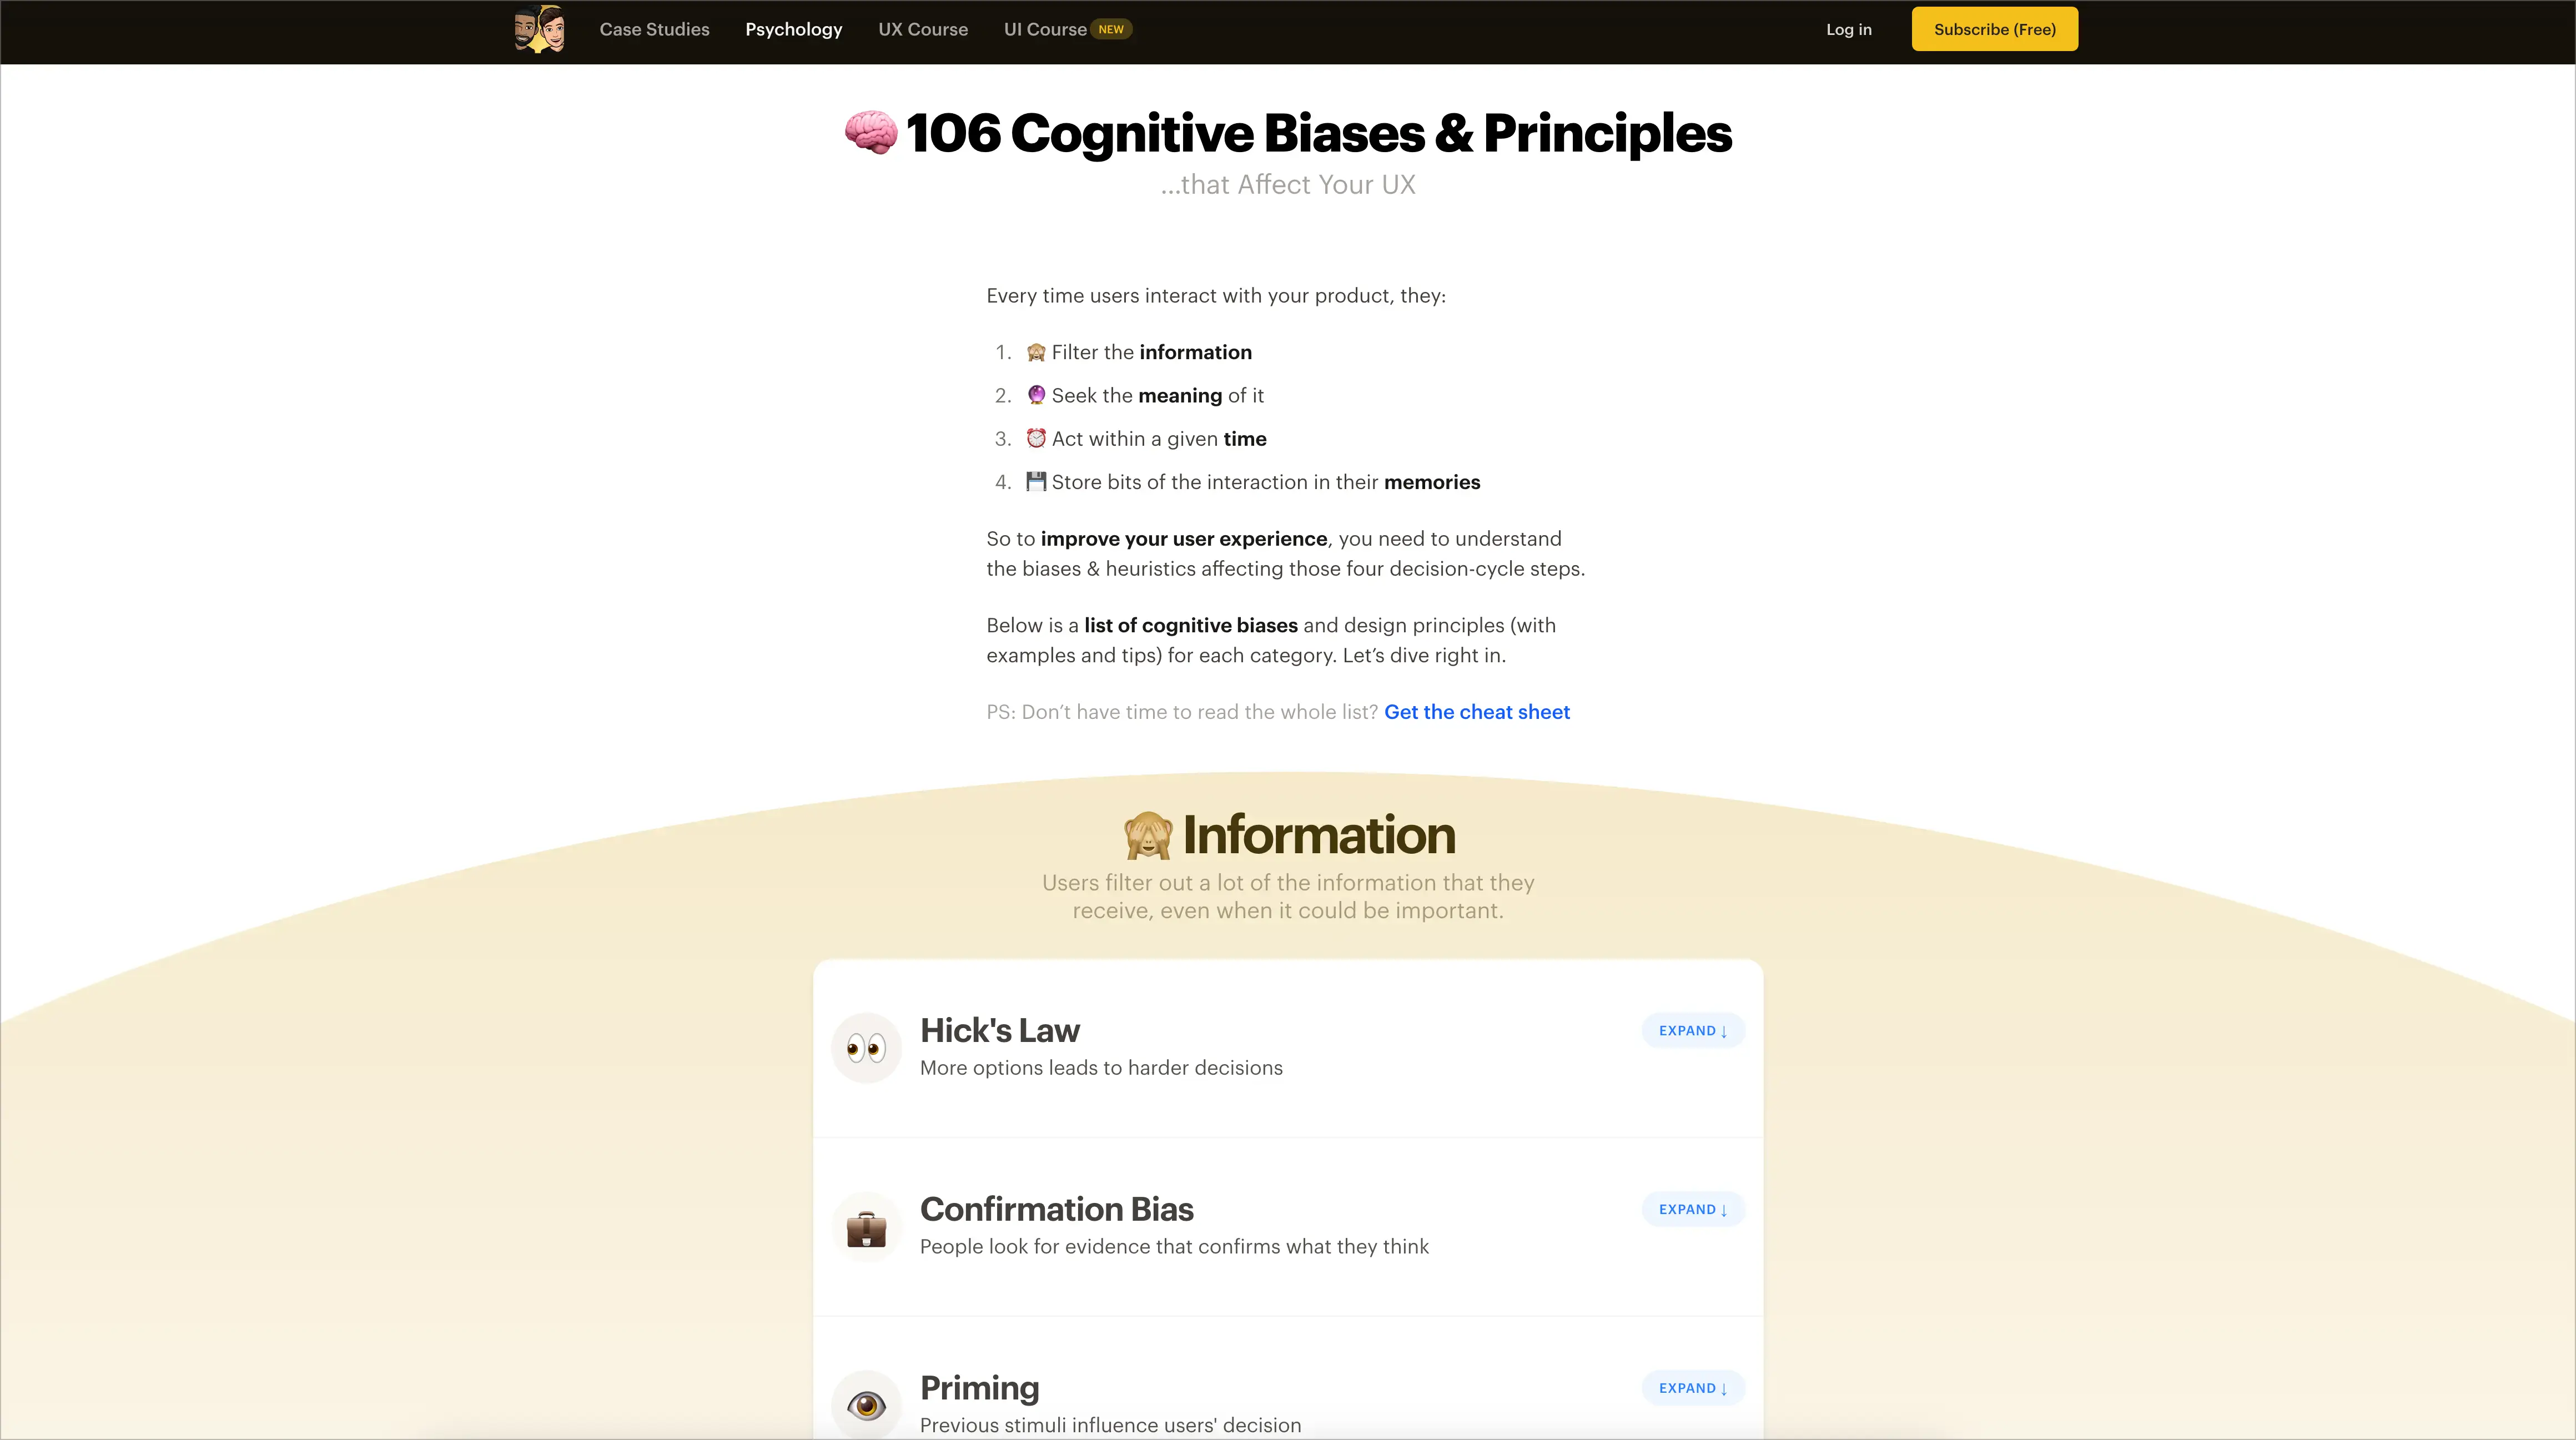 Case Studies Psychology UX Course UI Course NEW Log in Subscribe (Free)
106 Cognitive Biases & Principles
...that Affect Your UX
Every time users interact with your product, they:
1. Filter the information
2. Seek the meaning of it
3. Act within a given time
4. Store bits of the interaction in their memories
So to improve your user experience, you need to understand
the biases & heuristics affecting those four decision-cycle steps.
Below is a list of cognitive biases and design principles (with
examples and tips) for each category. Let’s dive right in.
PS: Don’t have time to read the whole list? Get the cheat sheet
Information
Users filter out a lot of the information that they
receive, even when it could be important.
Hick's Law
EXPAND ↓
More options leads to harder decisions
Confirmation Bias
EXPAND ↓
People look for evidence that confirms what they think
Priming
EXPAND ↓
Previous stimuli influence users' decision